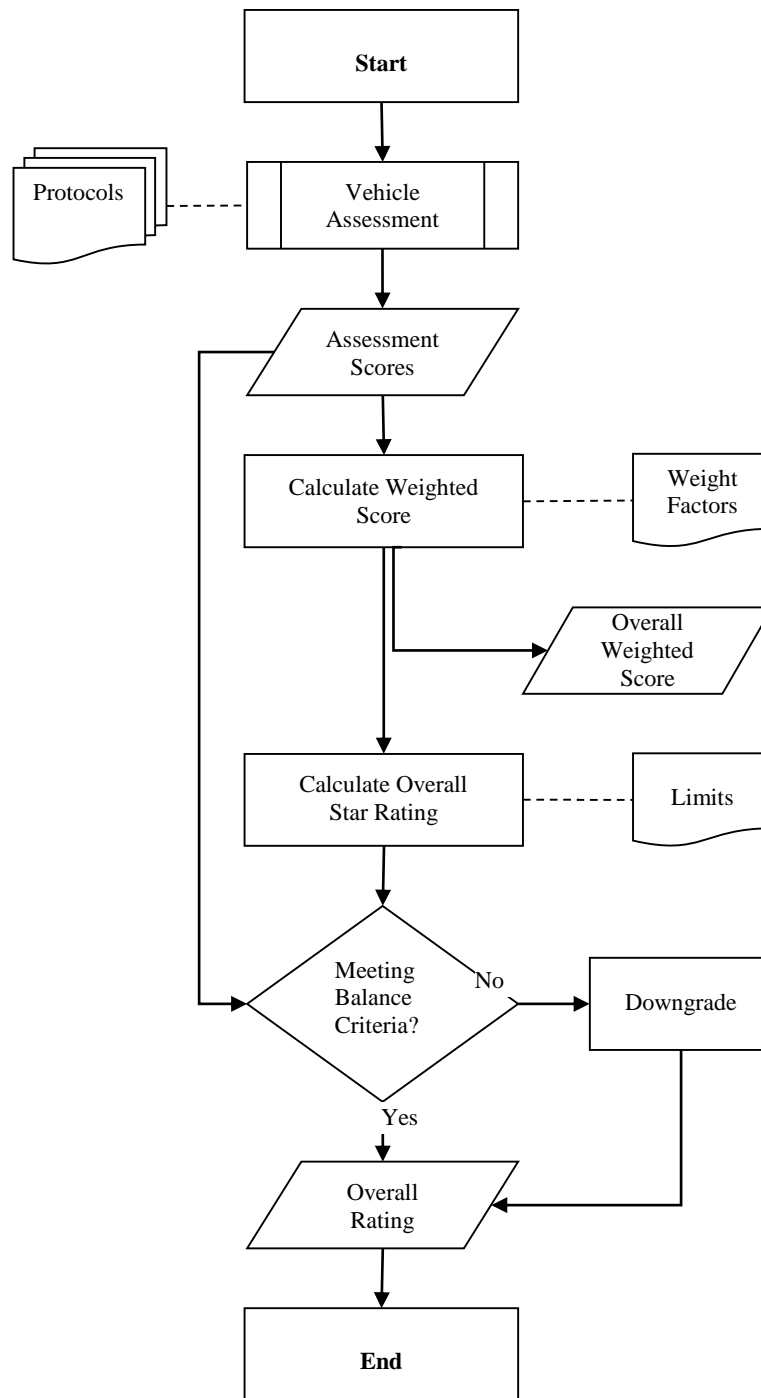 Start
Protocols
Vehicle
Assessment
Assessment
Scores
Calculate Weighted
Score
Weight
Factors
Overall
Weighted
Score
Calculate Overall
Star Rating
Limits
Meeting
Balance
Criteria?
No
Downgrade
Yes
Overall
Rating
End